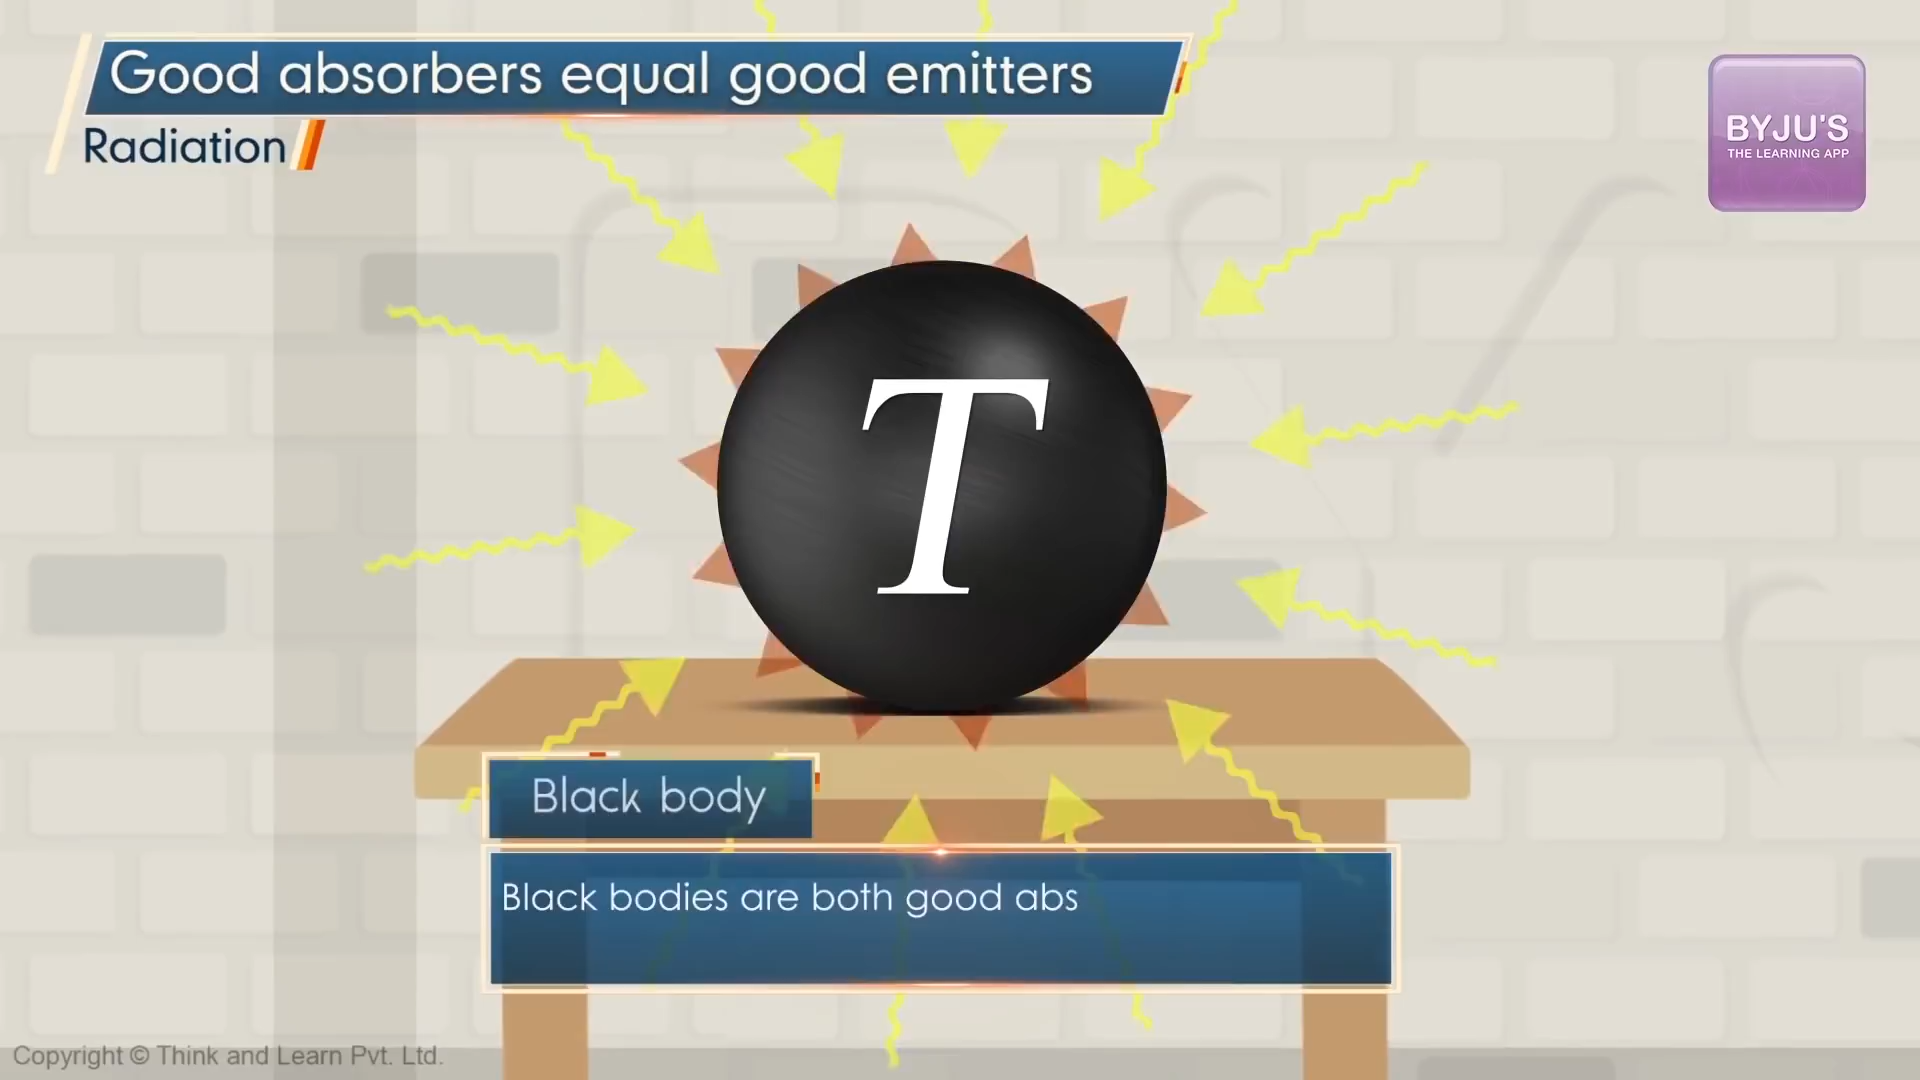 Good absorbers equal good emitters
Radiation
BYJU'S
THE LEARNING APP
T
Black body
Black bodies are both good abs
Copyright © Think and Learn Pvt. Ltd.